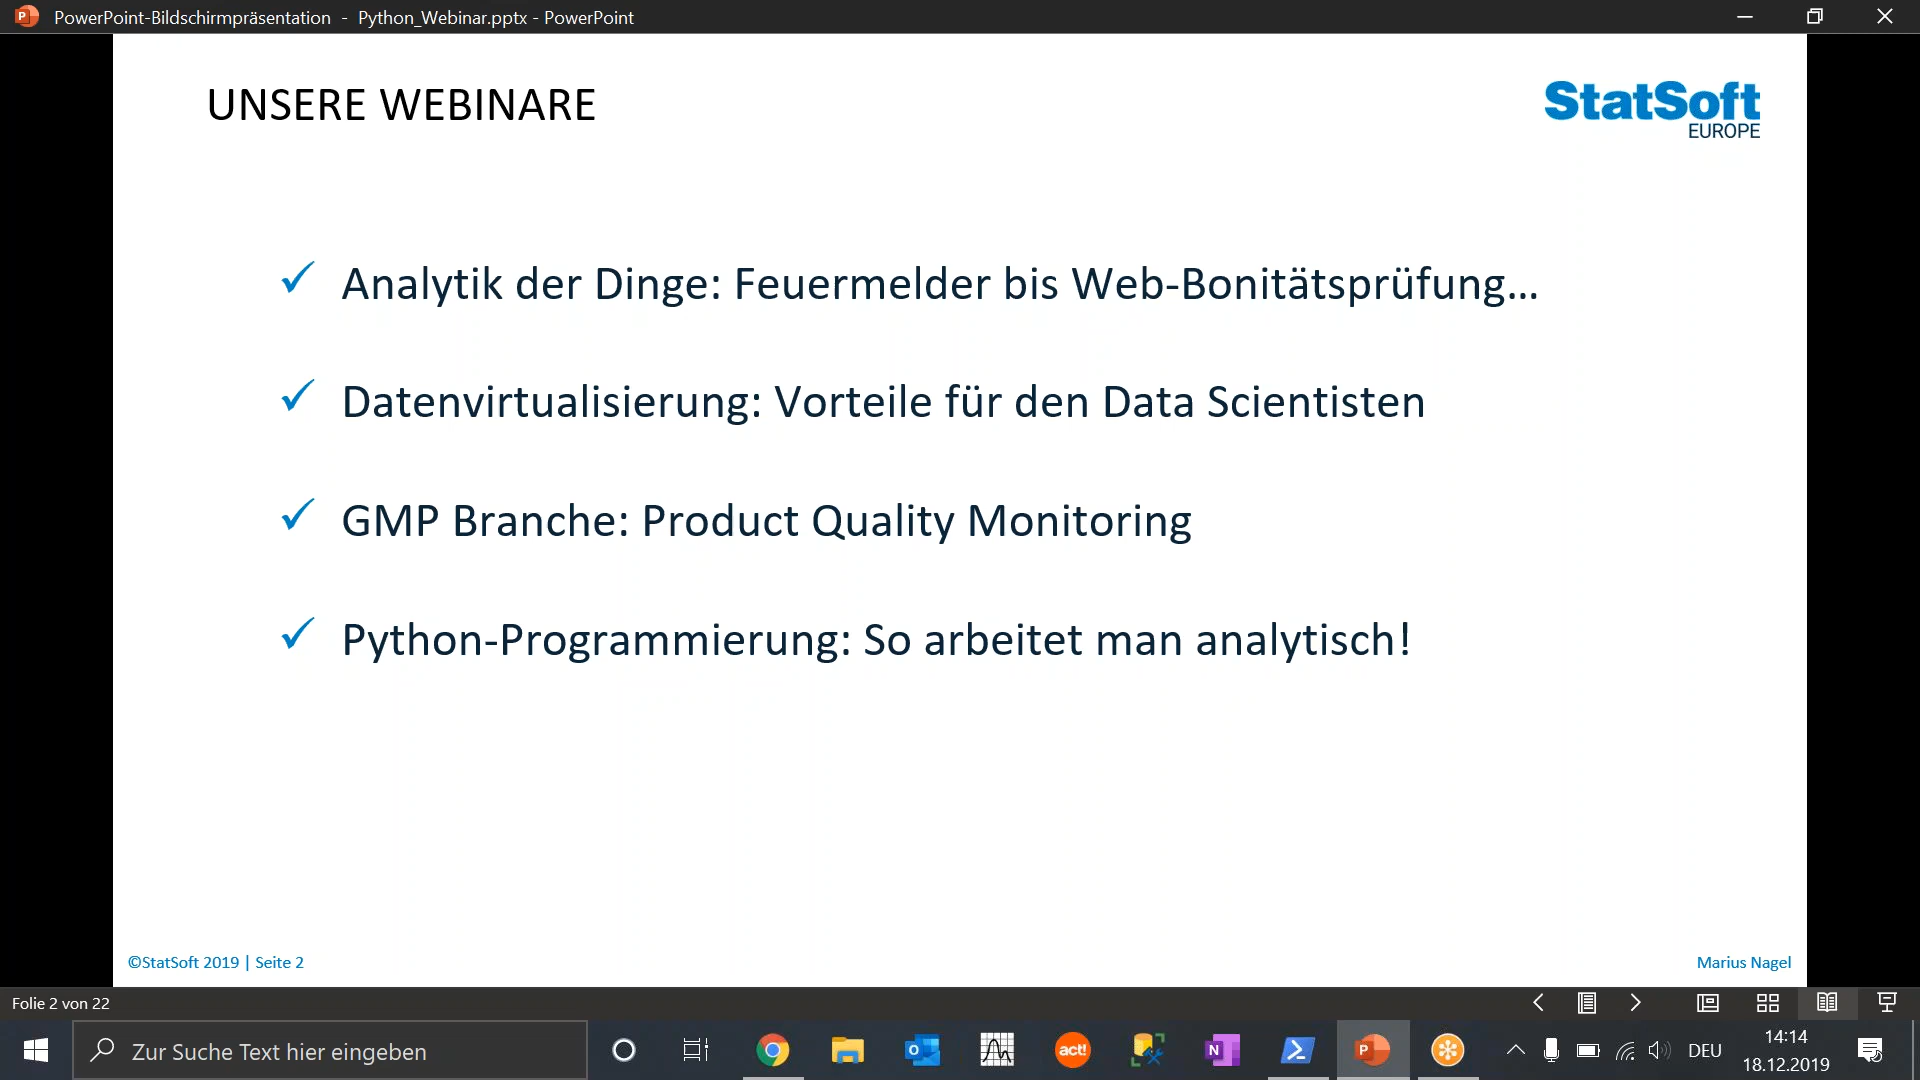 PowerPoint-Bildschirmpräsentation - Python_Webinar.pptx - PowerPoint
UNSERE WEBINARE
StatSoft
EUROPE
Analytik der Dinge: Feuermelder bis Web-Bonitätsprüfung...
Datenvirtualisierung: Vorteile für den Data Scientisten
GMP Branche: Product Quality Monitoring
Python-Programmierung: So arbeitet man analytisch!
©StatSoft 2019 | Seite 2
Marius Nagel
Folie 2 von 22
Zur Suche Text hier eingeben
act!
DEU
14:14
18.12.2019